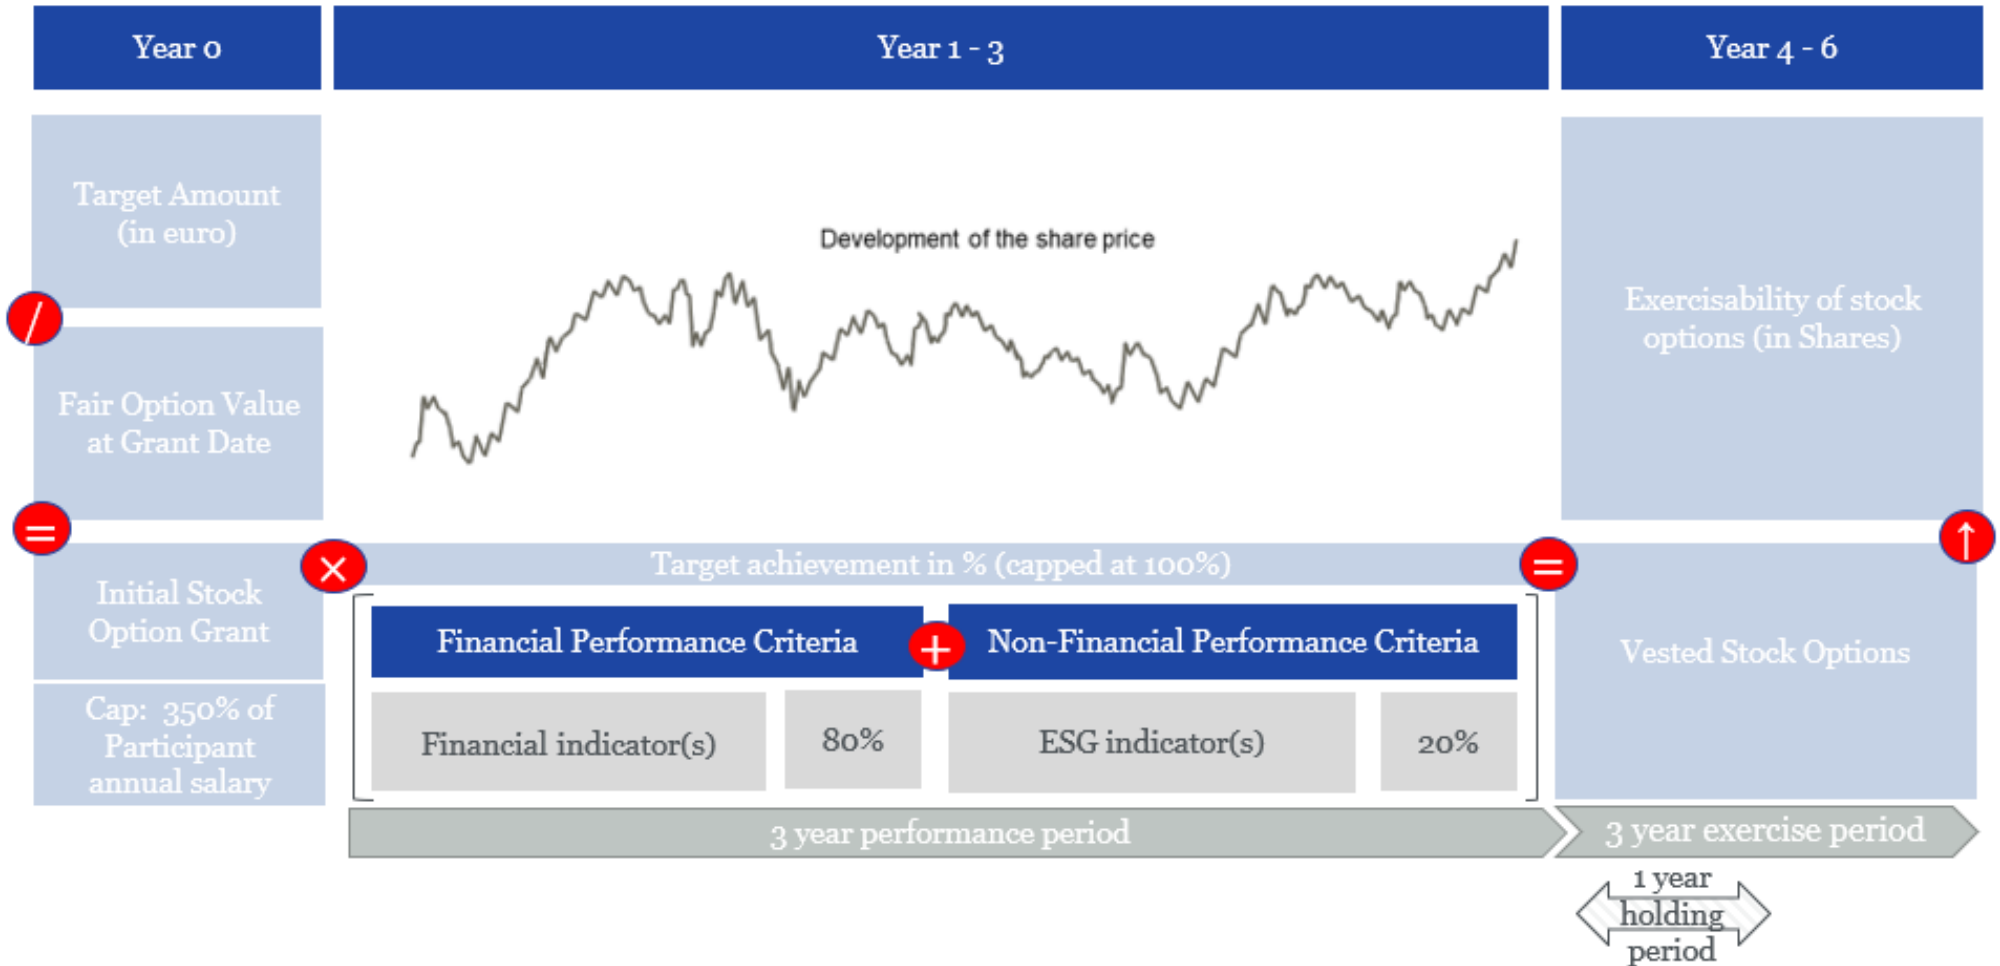 Year 0
Year 1 - 3
Year 4 - 6
Target Amount
(in euro)
/
Fair Option Value
at Grant Date
=
Initial Stock
Option Grant
Cap: 350% of
Participant
annual salary
Development of the share price
×
Target achievement in % (capped at 100%)
=
Financial Performance Criteria
+
Non-Financial Performance Criteria
Financial indicator(s)
80%
ESG indicator(s)
20%
3 year performance period
Exercisability of stock
options (in Shares)
↑
Vested Stock Options
3 year exercise period
1 year
holding
period